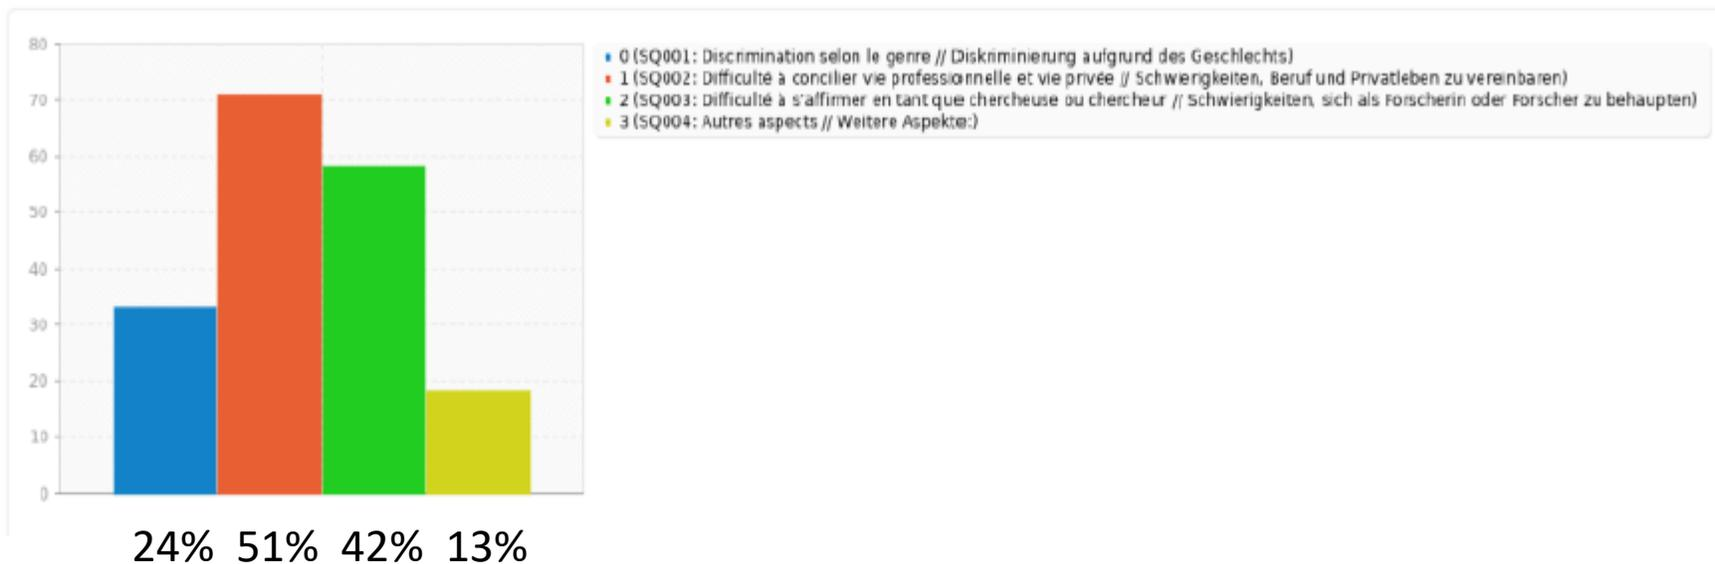 80
70
60
50
40
30
20
10
0
0 (SQ001: Discrimination selon le genre // Diskriminierung aufgrund des Geschlechts)
1 (SQ002: Difficulté à concilier vie professionnelle et vie privée // Schwierigkeiten, Beruf und Privatleben zu vereinbaren)
2 (SQ003: Difficulté à s'affirmer en tant que chercheuse ou chercheur // Schwierigkeiten, sich als Forscherin oder Forscher zu behaupten)
3 (SQ004: Autres aspects // Weitere Aspekte:)
24% 51% 42% 13%